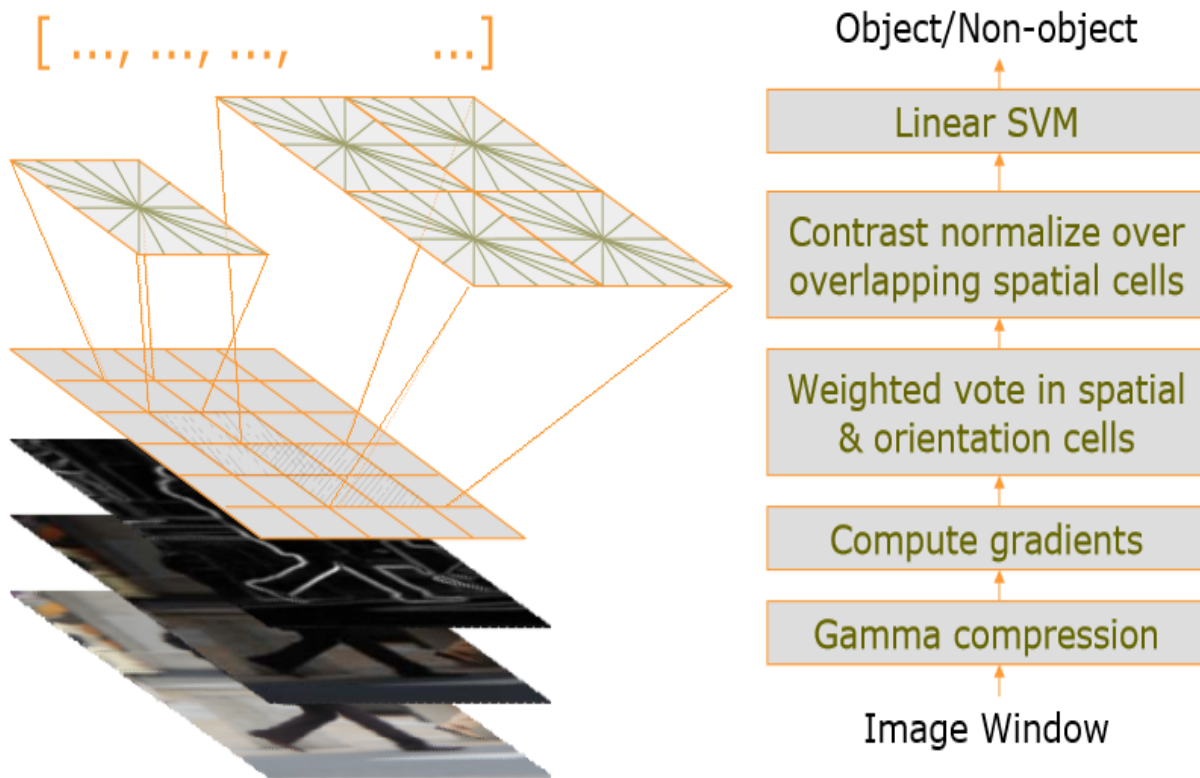 [ ..., ..., ..., ...]
Object/Non-object
Linear SVM
Contrast normalize over
overlapping spatial cells
Weighted vote in spatial
& orientation cells
Compute gradients
Gamma compression
Image Window